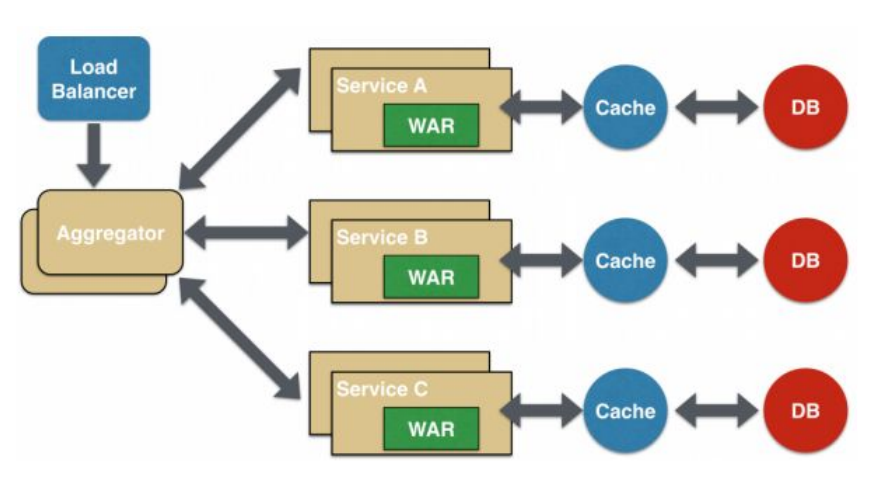 Load
Balancer
Aggregator
Service A
WAR
Cache
DB
Service B
WAR
Cache
DB
Service C
WAR
Cache
DB